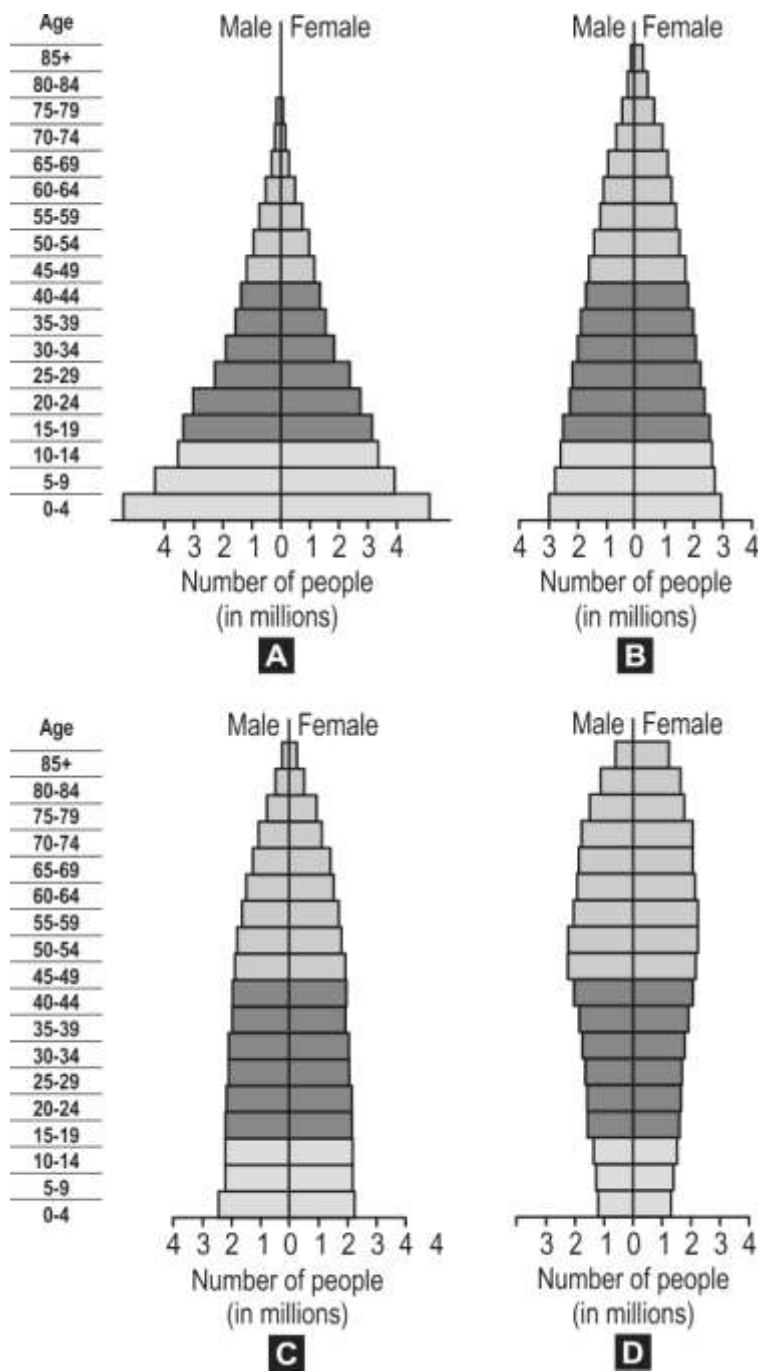 Age
Male Female
Male Female
85+
80-84
75-79
70-74
65-69
60-64
55-59
50-54
45-49
40-44
35-39
30-34
25-29
20-24
15-19
10-14
5-9
0-4
4 3 2 1 0 1 2 3 4
Number of people
(in millions)
A
4 3 2 1 0 1 2 3 4
Number of people
(in millions)
B
Age
Male Female
Male Female
85+
80-84
75-79
70-74
65-69
60-64
55-59
50-54
45-49
40-44
35-39
30-34
25-29
20-24
15-19
10-14
5-9
0-4
4 3 2 1 0 1 2 3 4 4
Number of people
(in millions)
C
3 2 1 0 1 2 3 4
Number of people
(in millions)
D